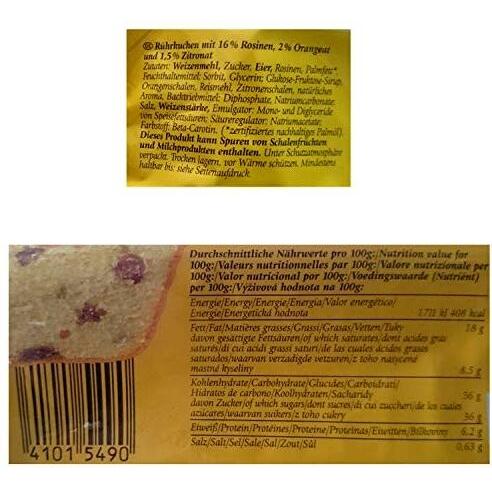 Rührkuchen mit 16% Rosinen, 2% Orangeat
und 1,5% Zitronat
Zutaten: Weizenmehl, Zucker, Eier, Rosinen, Palmfett*,
Feuchthaltemittel: Sorbit, Glycerin; Glukose-Fruktose-Sirup,
Orangenschalen, Reismehl, Zitronenschalen, natürliches
Aroma, Backtriebmittel: Diphosphate, Natriumcarbonate;
Salz, Weizenstärke, Emulgator: Mono- und Diglyceride
von Speisefettsäuren; Säureregulator: Natriumacetate;
Farbstoff: Beta-Carotin. (*zertifiziertes nachhaltiges Palmöl).
Dieses Produkt kann Spuren von Schalenfrüchten
und Milchprodukten enthalten. Unter Schutzatmosphäre
verpackt. Trocken lagern, vor Wärme schützen. Mindestens
haltbar bis: siehe Seitenaufdruck.
Durchschnittliche Nährwerte pro 100g:/Nutrition value for
100g:/Valeurs nutritionnelles par 100g:/Valore nutrizionale per
100g:/Valor nutricional por 100g:/Voedingswaarde (Nutriënt)
per 100g:/Výživová hodnota na 100g:
Energie/Energy/Energie/Energia/Valor energético/
Energie/Energetická hodnota 1711 kJ 408 kcal
Fett/Fat/Matières grasses/Grassi/Grasas/Vetten/Tuky 18 g
davon gesättigte Fettsäuren/of which saturates/dont acides gras
saturés/di cui acidi grassi saturi/de las cuales ácidos grasos
saturados/waarvan verzadigde vetzuren/z toho nasycené
mastné kyseliny 8.5 g
Kohlenhydrate/Carbohydrate/Glucides/Carboidrati/
Hidratos de carbono/Koolhydraten/Sacharidy 56 g
davon Zucker/of which sugars/dont sucres/di cui zuccheri/de los cuales
azúcares/waarvan suikers/z toho cukry 36 g
Eiweiß/Protein/Protéines/Proteine/Proteínas/Eiwitten/Bílkoviny 6,2 g
Salz/Salt/Sel/Sale/Sal/Zout/Sůl 0,63 g
4101 5490